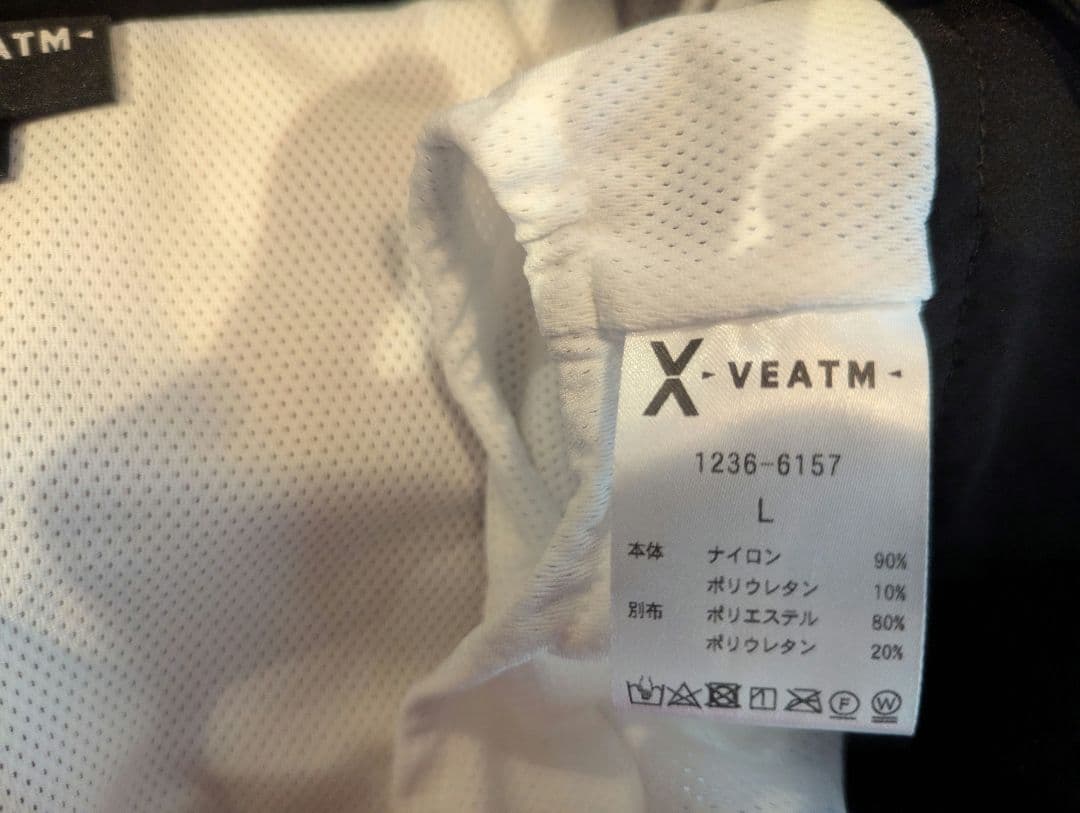 ATM
VEATM
1236-6157
L
本体 ナイロン 90%
ポリウレタン 10%
別布 ポリエステル 80%
ポリウレタン 20%
F W